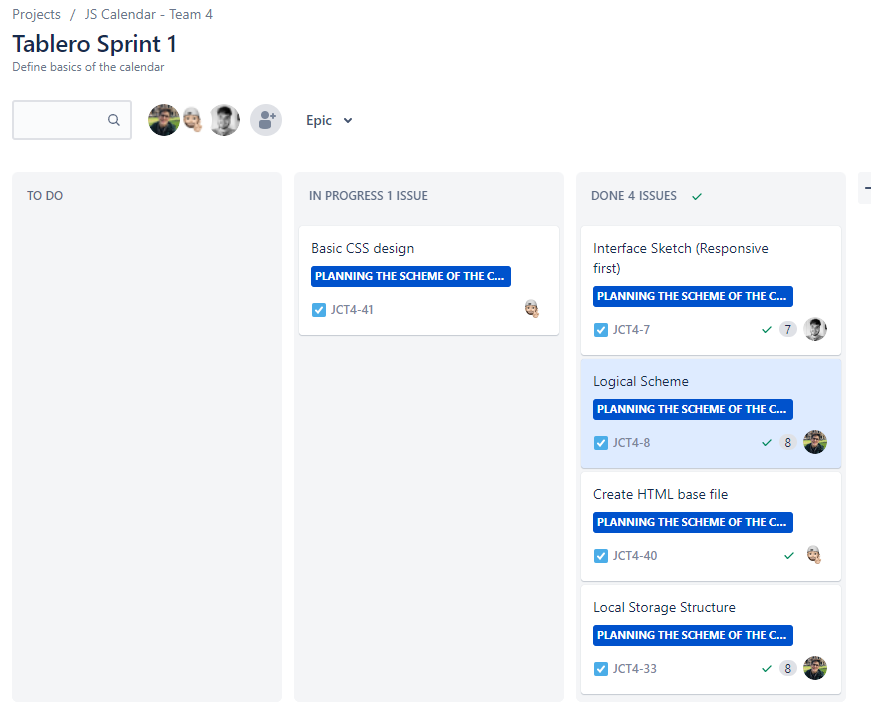 Projects / JS Calendar - Team 4
Tablero Sprint 1
Define basics of the calendar
Epic
TO DO
IN PROGRESS 1 ISSUE
Basic CSS design
PLANNING THE SCHEME OF THE C...
JCT4-41
DONE 4 ISSUES
Interface Sketch (Responsive
first)
PLANNING THE SCHEME OF THE C...
JCT4-7 7
Logical Scheme
PLANNING THE SCHEME OF THE C...
JCT4-8 8
Create HTML base file
PLANNING THE SCHEME OF THE C...
JCT4-40
Local Storage Structure
PLANNING THE SCHEME OF THE C...
JCT4-33 8